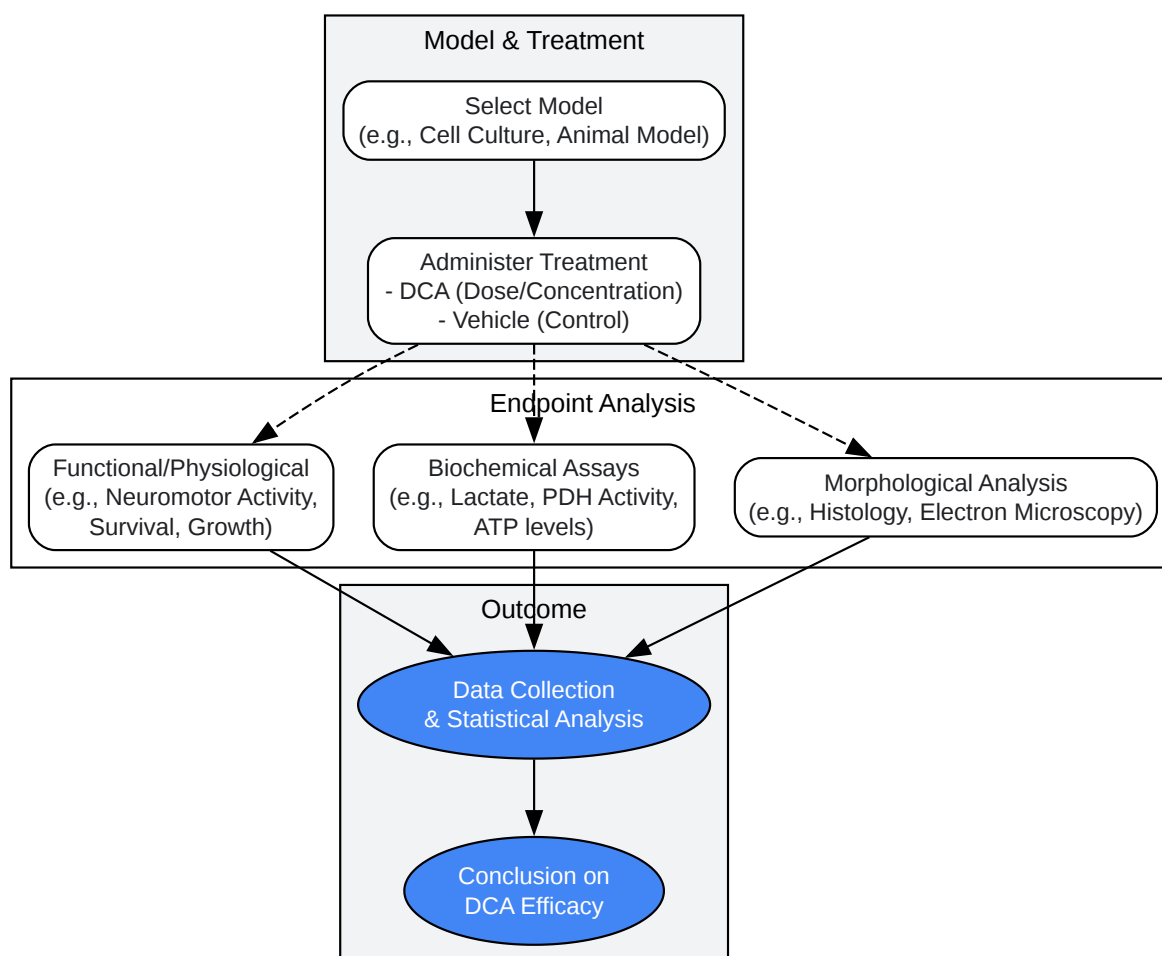 Model & Treatment
Select Model
(e.g., Cell Culture, Animal Model)
Administer Treatment
- DCA (Dose/Concentration)
- Vehicle (Control)
Endpoint Analysis
Functional/Physiological
(e.g., Neuromotor Activity,
Survival, Growth)
Biochemical Assays
(e.g., Lactate, PDH Activity,
ATP levels)
Morphological Analysis
(e.g., Histology, Electron Microscopy)
Outcome
Data Collection
& Statistical Analysis
Conclusion on
DCA Efficacy